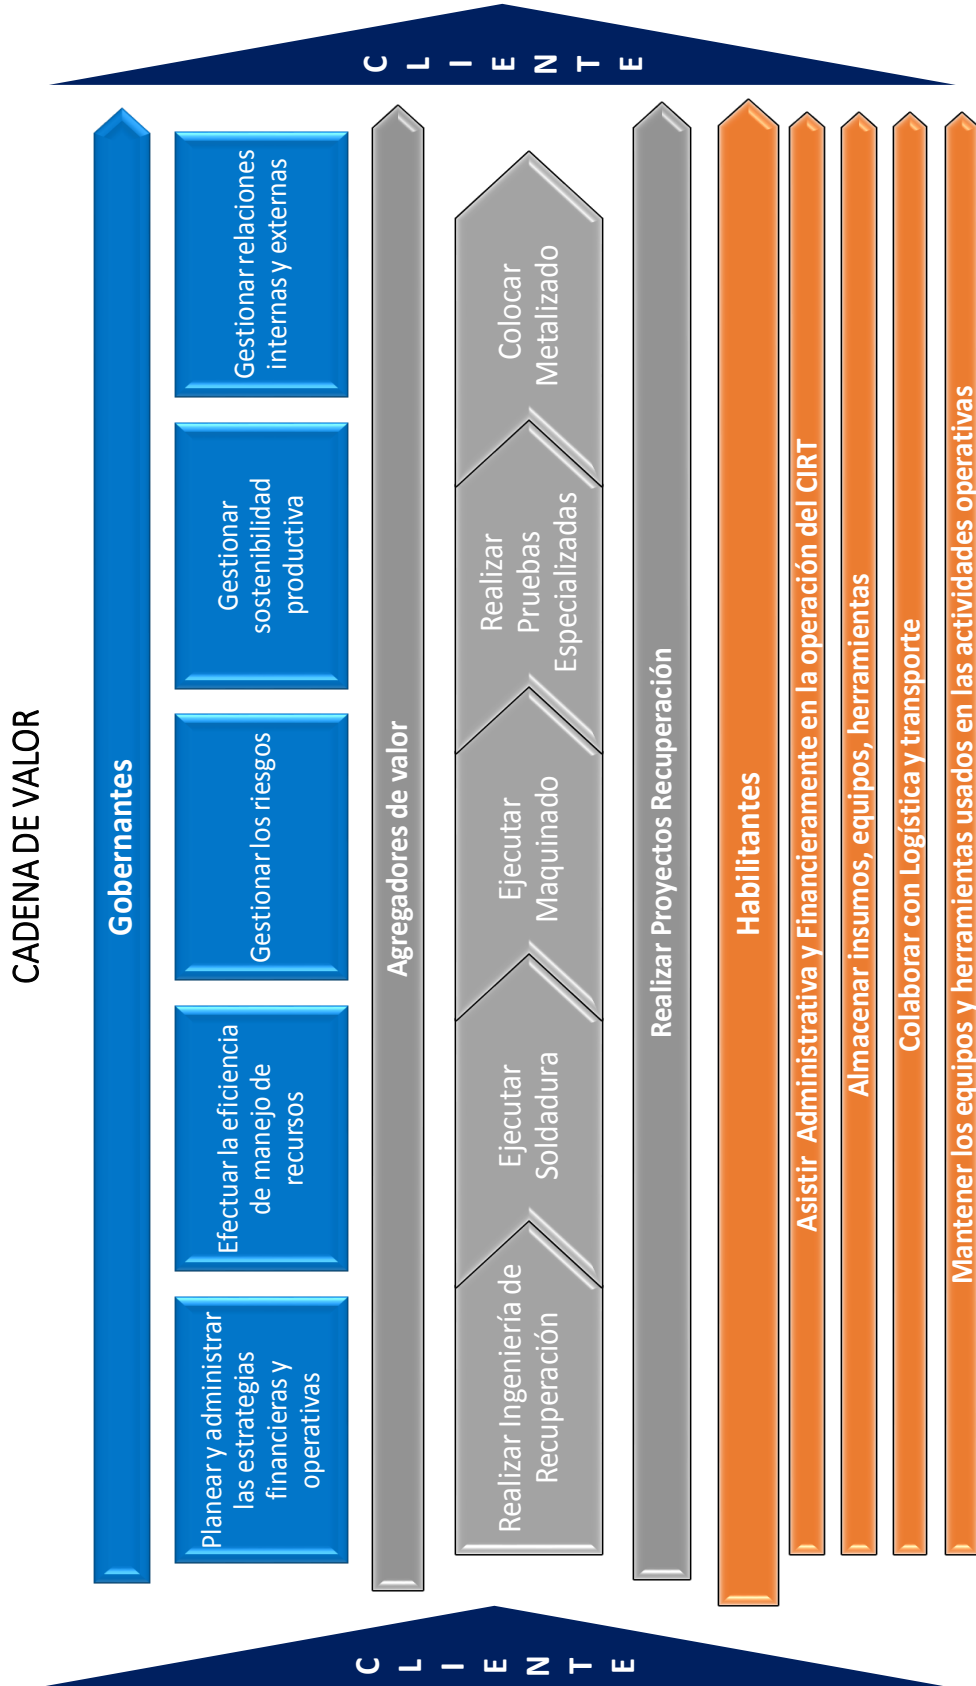 CADENA DE VALOR
CLIENTE
Gobernantes
Planear y administrar
las estrategias
financieras y
operativas
Efectuar la eficiencia
de manejo de
recursos
Gestionar los riesgos
Gestionar
sostenibilidad
productiva
Gestionar relaciones
internas y externas
Agregadores de valor
Realizar Ingeniería de
Recuperación
Ejecutar
Soldadura
Ejecutar
Maquinado
Realizar
Pruebas
Especializadas
Colocar
Metalizado
Realizar Proyectos Recuperación
Habilitantes
Asistir Administrativa y Financieramente en la operación del CIRT
Almacenar insumos, equipos, herramientas
Colaborar con Logística y transporte
Mantener los equipos y herramientas usados en las actividades operativas
CLIENTE